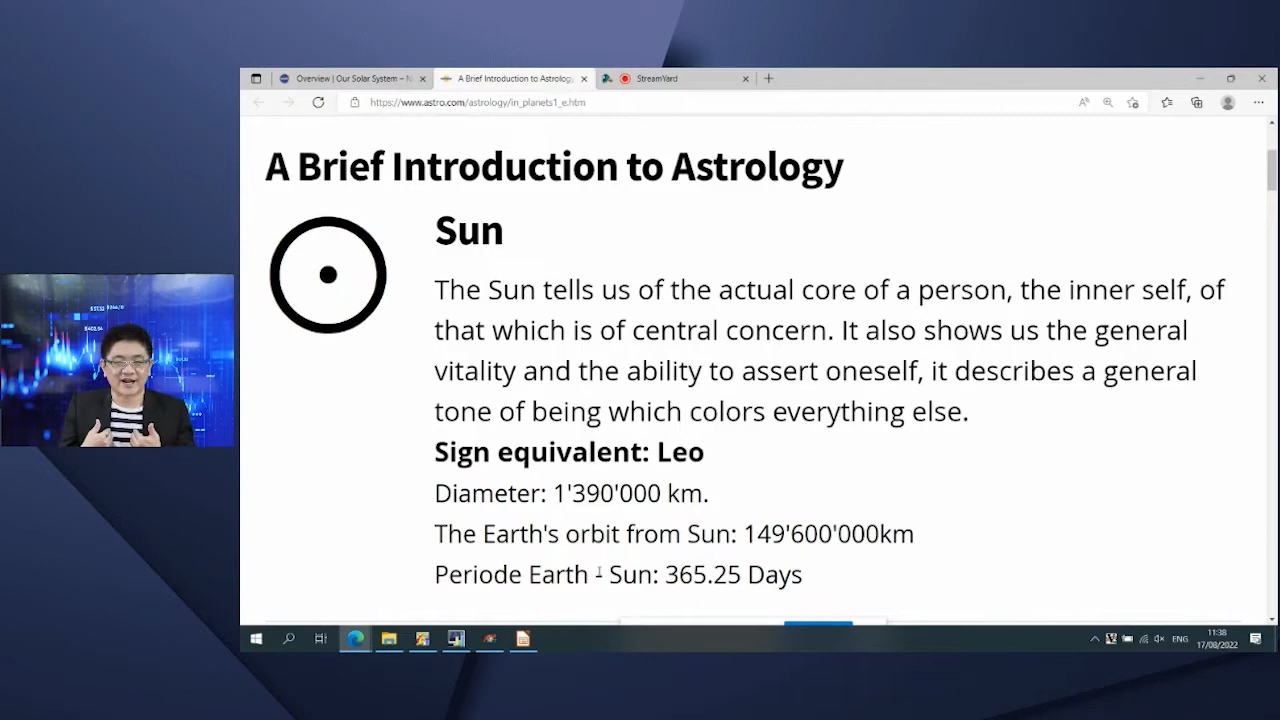 Overview | Our Solar System – N
A Brief Introduction to Astrology
StreamYard
https://www.astro.com/astrology/in_planets1_e.htm
A Brief Introduction to Astrology
Sun
The Sun tells us of the actual core of a person, the inner self, of
that which is of central concern. It also shows us the general
vitality and the ability to assert oneself, it describes a general
tone of being which colors everything else.
Sign equivalent: Leo
Diameter: 1'390'000 km.
The Earth's orbit from Sun: 149'600'000km
Periode Earth - Sun: 365.25 Days
ENG
11:38
17/08/2022